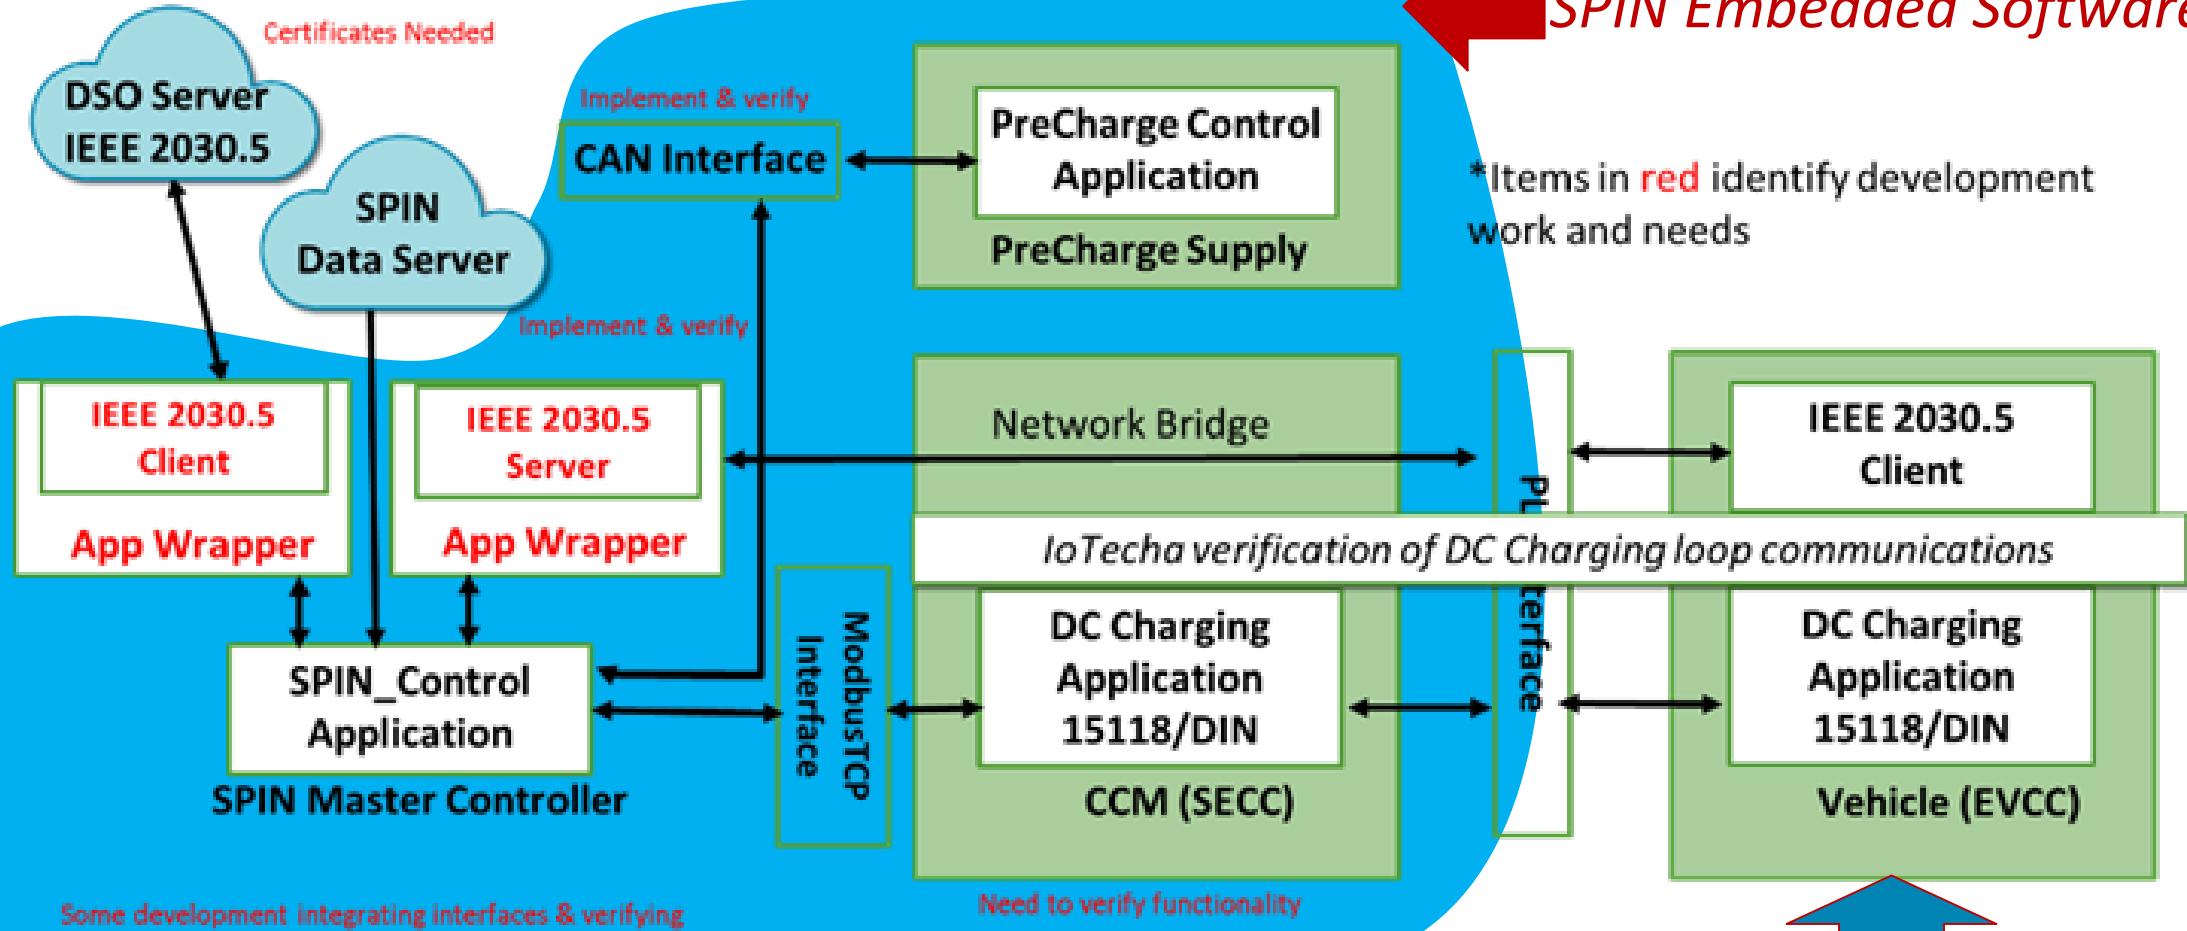 SPIN Embedded Software
Certificates Needed
DSO Server
IEEE 2030.5
SPIN
Data Server
Implement & verify
CAN Interface
PreCharge Control
Application
PreCharge Supply
*Items in red identify development
work and needs
Implement & verify
IEEE 2030.5
Client
App Wrapper
IEEE 2030.5
Server
App Wrapper
Network Bridge
IEEE 2030.5
Client
IoTecha verification of DC Charging loop communications
SPIN_Control
Application
SPIN Master Controller
ModbusTCP
Interface
DC Charging
Application
15118/DIN
CCM (SECC)
DC Charging
Application
15118/DIN
Vehicle (EVCC)
Some development integrating interfaces & verifying
Need to verify functionality